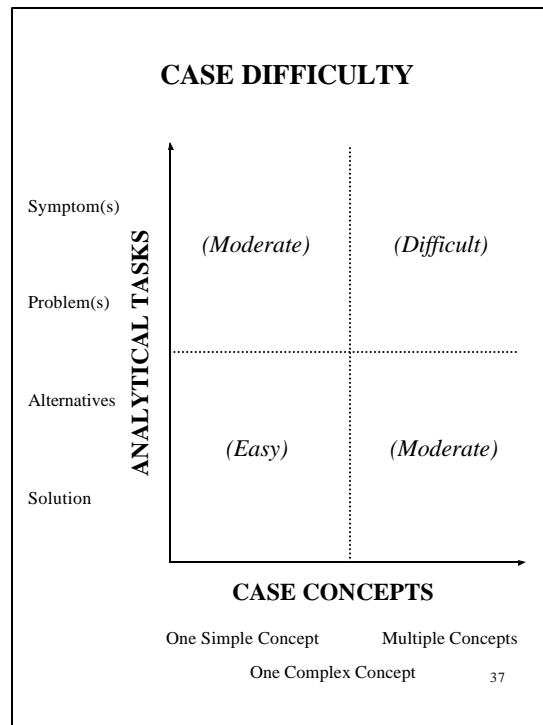 CASE DIFFICULTY
Symptom(s)
Problem(s)
Alternatives
Solution
ANALYTICAL TASKS
(Moderate)
(Difficult)
(Easy)
(Moderate)
CASE CONCEPTS
One Simple Concept
Multiple Concepts
One Complex Concept
37